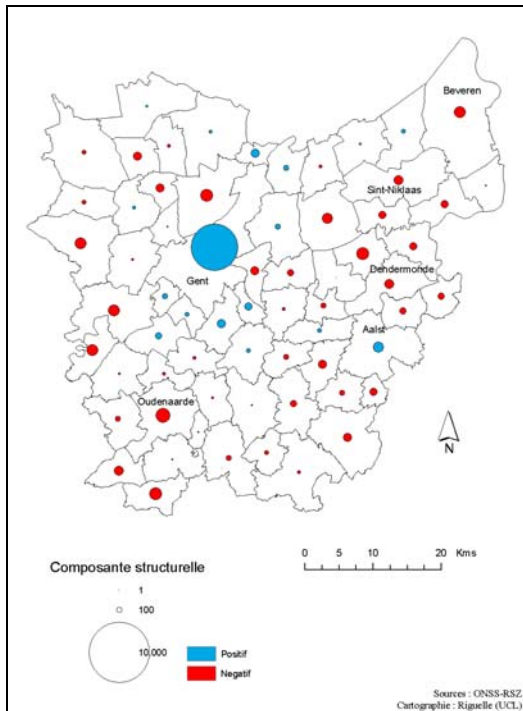 Beveren
Sint-Niklaas
Dendermonde
Gent
Aalst
Oudenaarde
N
0 5 10 20 Kms
Composante structurelle
1
100
10.000
Positif
Negatif
Sources : ONSS-RSZ
Cartographie : Riguelle (UCL)